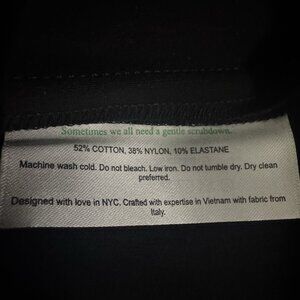 Sometimes we all need a gentle scrubdown.
52% COTTON, 38% NYLON, 10% ELASTANE
Machine wash cold. Do not bleach. Low iron. Do not tumble dry. Dry clean
preferred.
Designed with love in NYC. Crafted with expertise in Vietnam with fabric from
Italy.